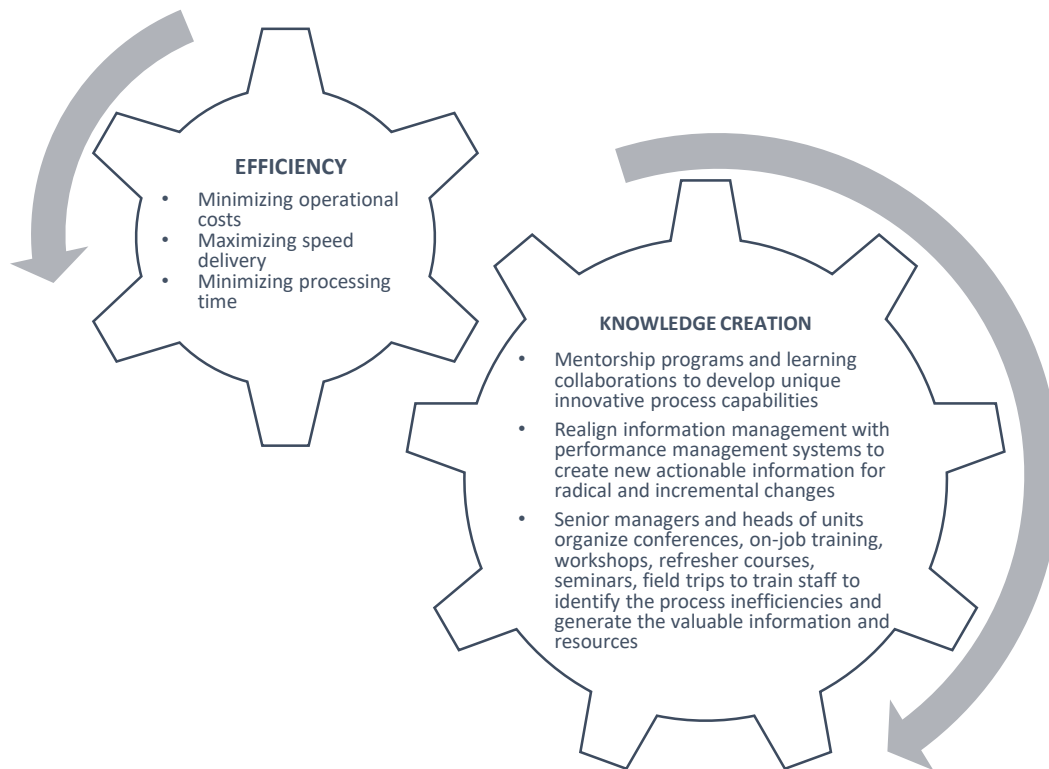 EFFICIENCY
• Minimizing operational
costs
• Maximizing speed
delivery
• Minimizing processing
time
KNOWLEDGE CREATION
• Mentorship programs and learning
collaborations to develop unique
innovative process capabilities
• Realign information management with
performance management systems to
create new actionable information for
radical and incremental changes
• Senior managers and heads of units
organize conferences, on-job training,
workshops, refresher courses,
seminars, field trips to train staff to
identify the process inefficiencies and
generate the valuable information and
resources